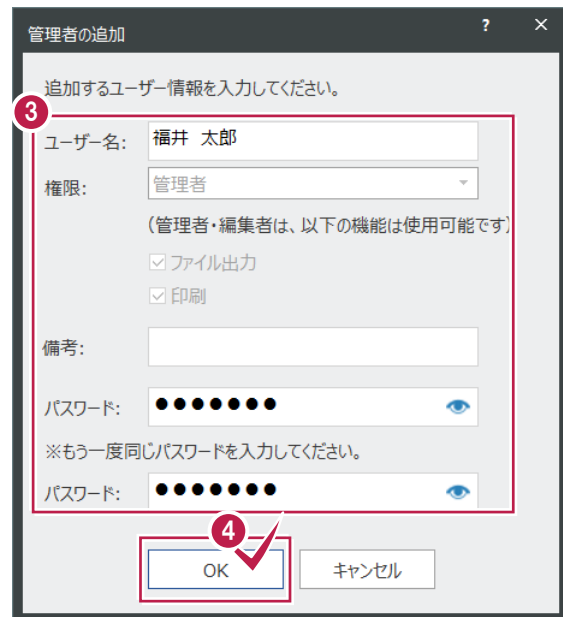 管理者の追加 ? ×
追加するユーザー情報を入力してください。
3
ユーザー名: 福井 太郎
権限: 管理者
(管理者・編集者は、以下の機能は使用可能です)
ファイル出力
印刷
備考:
パスワード: ●●●●●●●
※もう一度同じパスワードを入力してください。
パスワード: ●●●●●●●
4
OK キャンセル